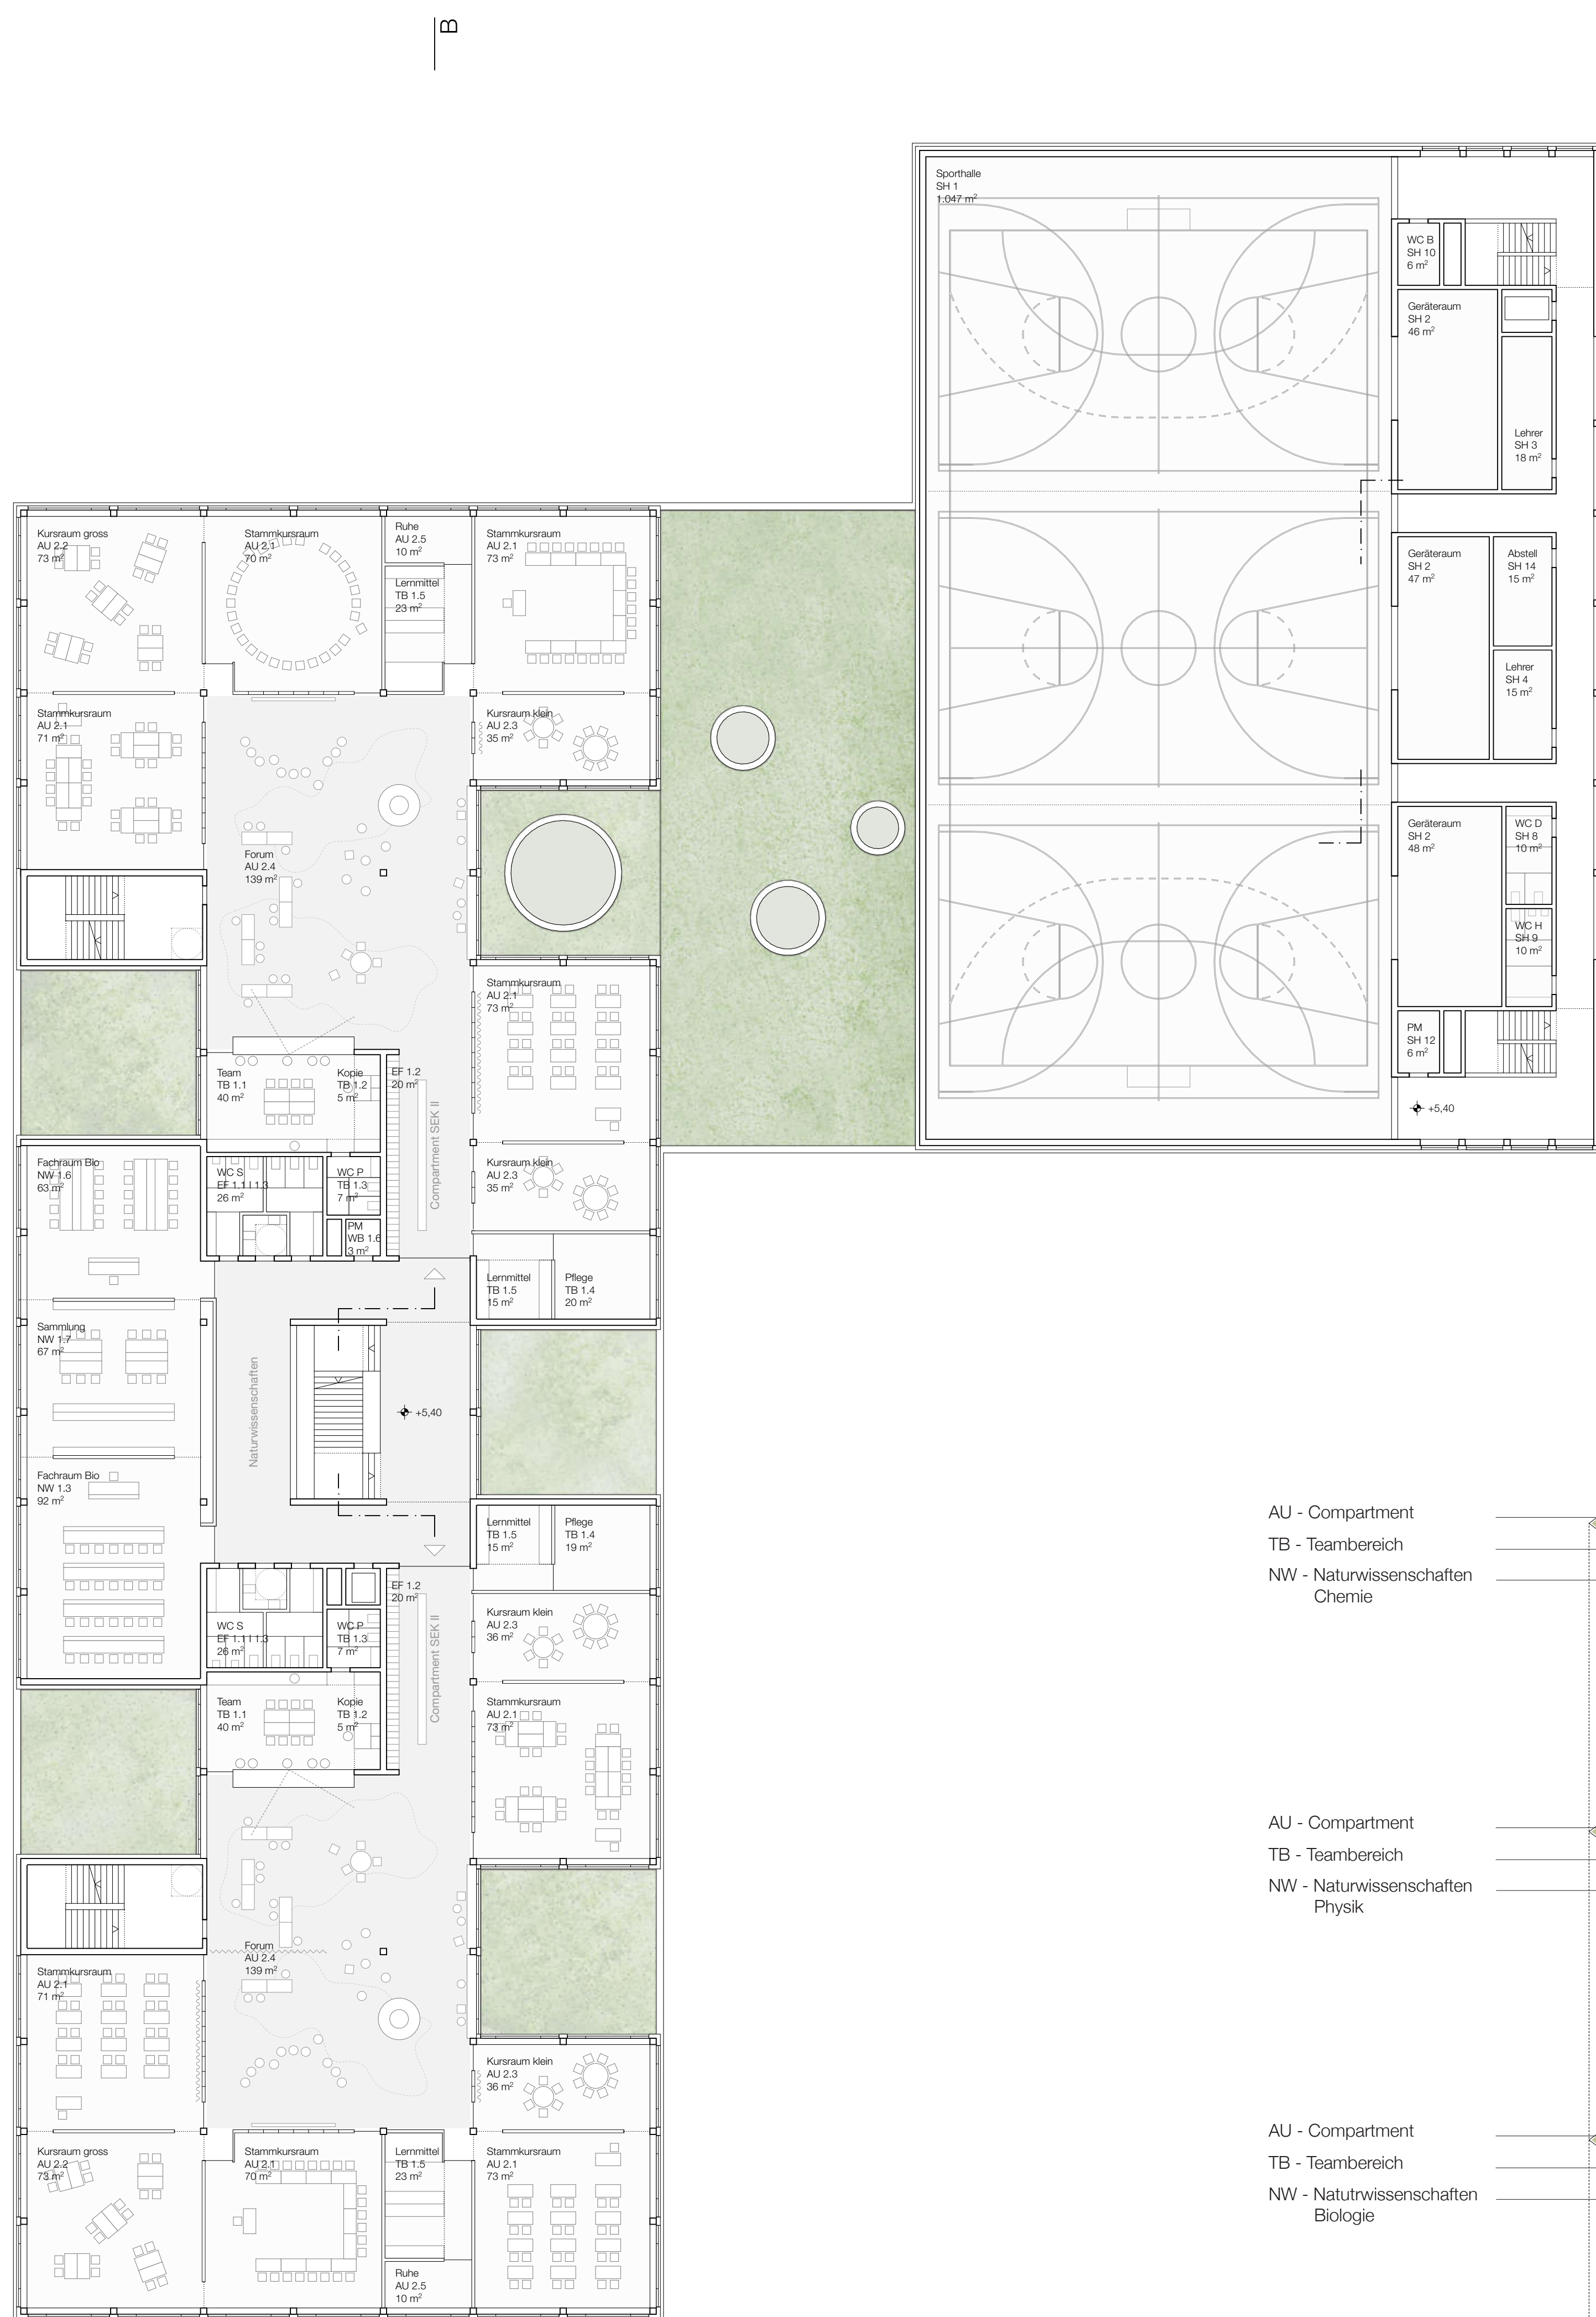 B
Sporthalle
SH 1
1.047 m²
WC B
SH 10
6 m²
Geräteraum
SH 2
46 m²
Lehrer
SH 3
18 m²
Geräteraum
SH 2
47 m²
Abstell
SH 14
15 m²
Lehrer
SH 4
15 m²
Geräteraum
SH 2
48 m²
WC D
SH 8
10 m²
WC H
SH 9
10 m²
PM
SH 12
6 m²
+5,40
Kursraum gross
AU 2.2
73 m²
Stammkursraum
AU 2.1
70 m²
Ruhe
AU 2.5
10 m²
Lernmittel
TB 1.5
23 m²
Stammkursraum
AU 2.1
73 m²
Stammkursraum
AU 2.1
71 m²
Kursraum klein
AU 2.3
35 m²
Forum
AU 2.4
139 m²
Stammkursraum
AU 2.1
73 m²
Team
TB 1.1
40 m²
Kopie
TB 1.2
5 m²
EF 1.2
20 m²
Compartment SEK II
Fachraum Bio
NW 1.6
63 m²
WC S
EF 1.1 I 1.3
26 m²
WC P
TB 1.3
7 m²
PM
WB 1.6
3 m²
Kursraum klein
AU 2.3
35 m²
Lernmittel
TB 1.5
15 m²
Pflege
TB 1.4
20 m²
Sammlung
NW 1.7
67 m²
Naturwissenschaften
+5,40
Fachraum Bio
NW 1.3
92 m²
Lernmittel
TB 1.5
15 m²
Pflege
TB 1.4
19 m²
EF 1.2
20 m²
WC S
EF 1.1 I 1.3
26 m²
WC P
TB 1.3
7 m²
Compartment SEK II
Kursraum klein
AU 2.3
36 m²
Team
TB 1.1
40 m²
Kopie
TB 1.2
5 m²
Stammkursraum
AU 2.1
73 m²
Forum
AU 2.4
139 m²
Stammkursraum
AU 2.1
71 m²
Kursraum klein
AU 2.3
36 m²
Kursraum gross
AU 2.2
73 m²
Stammkursraum
AU 2.1
70 m²
Lernmittel
TB 1.5
23 m²
Stammkursraum
AU 2.1
73 m²
Ruhe
AU 2.5
10 m²
AU - Compartment
TB - Teambereich
NW - Naturwissenschaften
Chemie
AU - Compartment
TB - Teambereich
NW - Naturwissenschaften
Physik
AU - Compartment
TB - Teambereich
NW - Natutrwissenschaften
Biologie